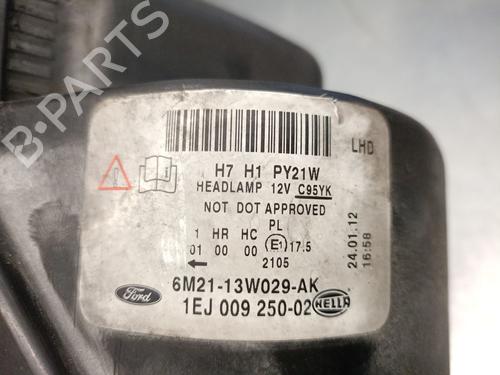 B-PARTS
LHD
H7 H1 PY21W
HEADLAMP 12V C95YK
NOT DOT APPROVED
PL
1 HR HC
01 00 00 E1 17.5
2105
24.01.12
16:58
Ford 6M21-13W029-AK
1EJ 009 250-02 HELLA